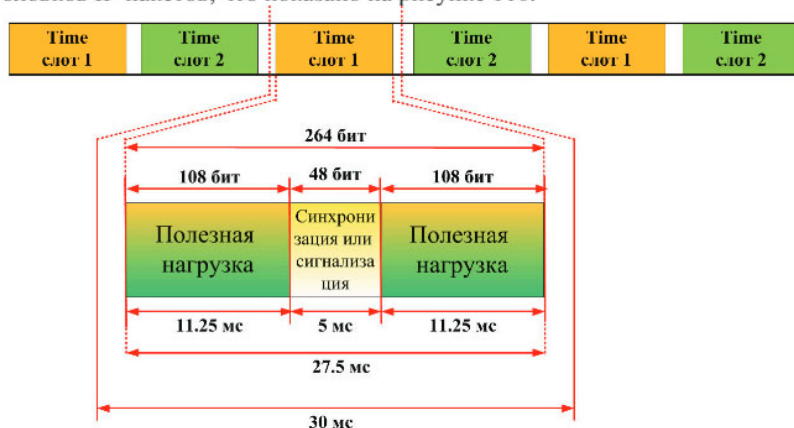 Time слот 1
Time слот 2
Time слот 1
Time слот 2
Time слот 1
Time слот 2
264 бит
108 бит
48 бит
108 бит
Полезная
нагрузка
Синхрони
зация или
сигнализа
ция
Полезная
нагрузка
11.25 мс
5 мс
11.25 мс
27.5 мс
30 мс